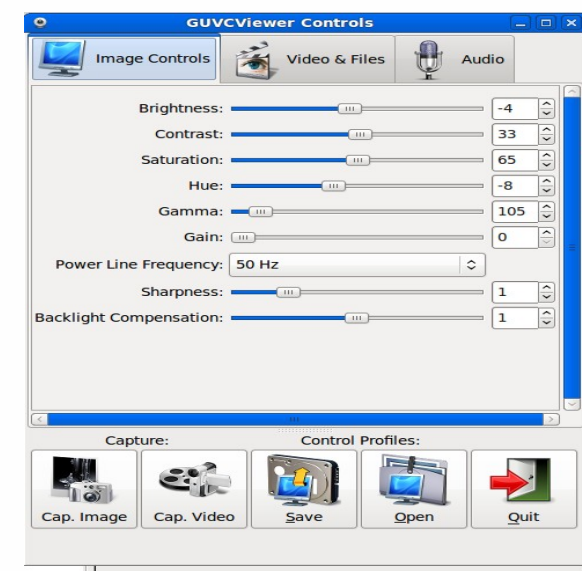 GUVCViewer Controls
Image Controls Video & Files Audio
Brightness: -4
Contrast: 33
Saturation: 65
Hue: -8
Gamma: 105
Gain: 0
Power Line Frequency: 50 Hz
Sharpness: 1
Backlight Compensation: 1
Capture: Control Profiles:
Cap. Image Cap. Video Save Open Quit